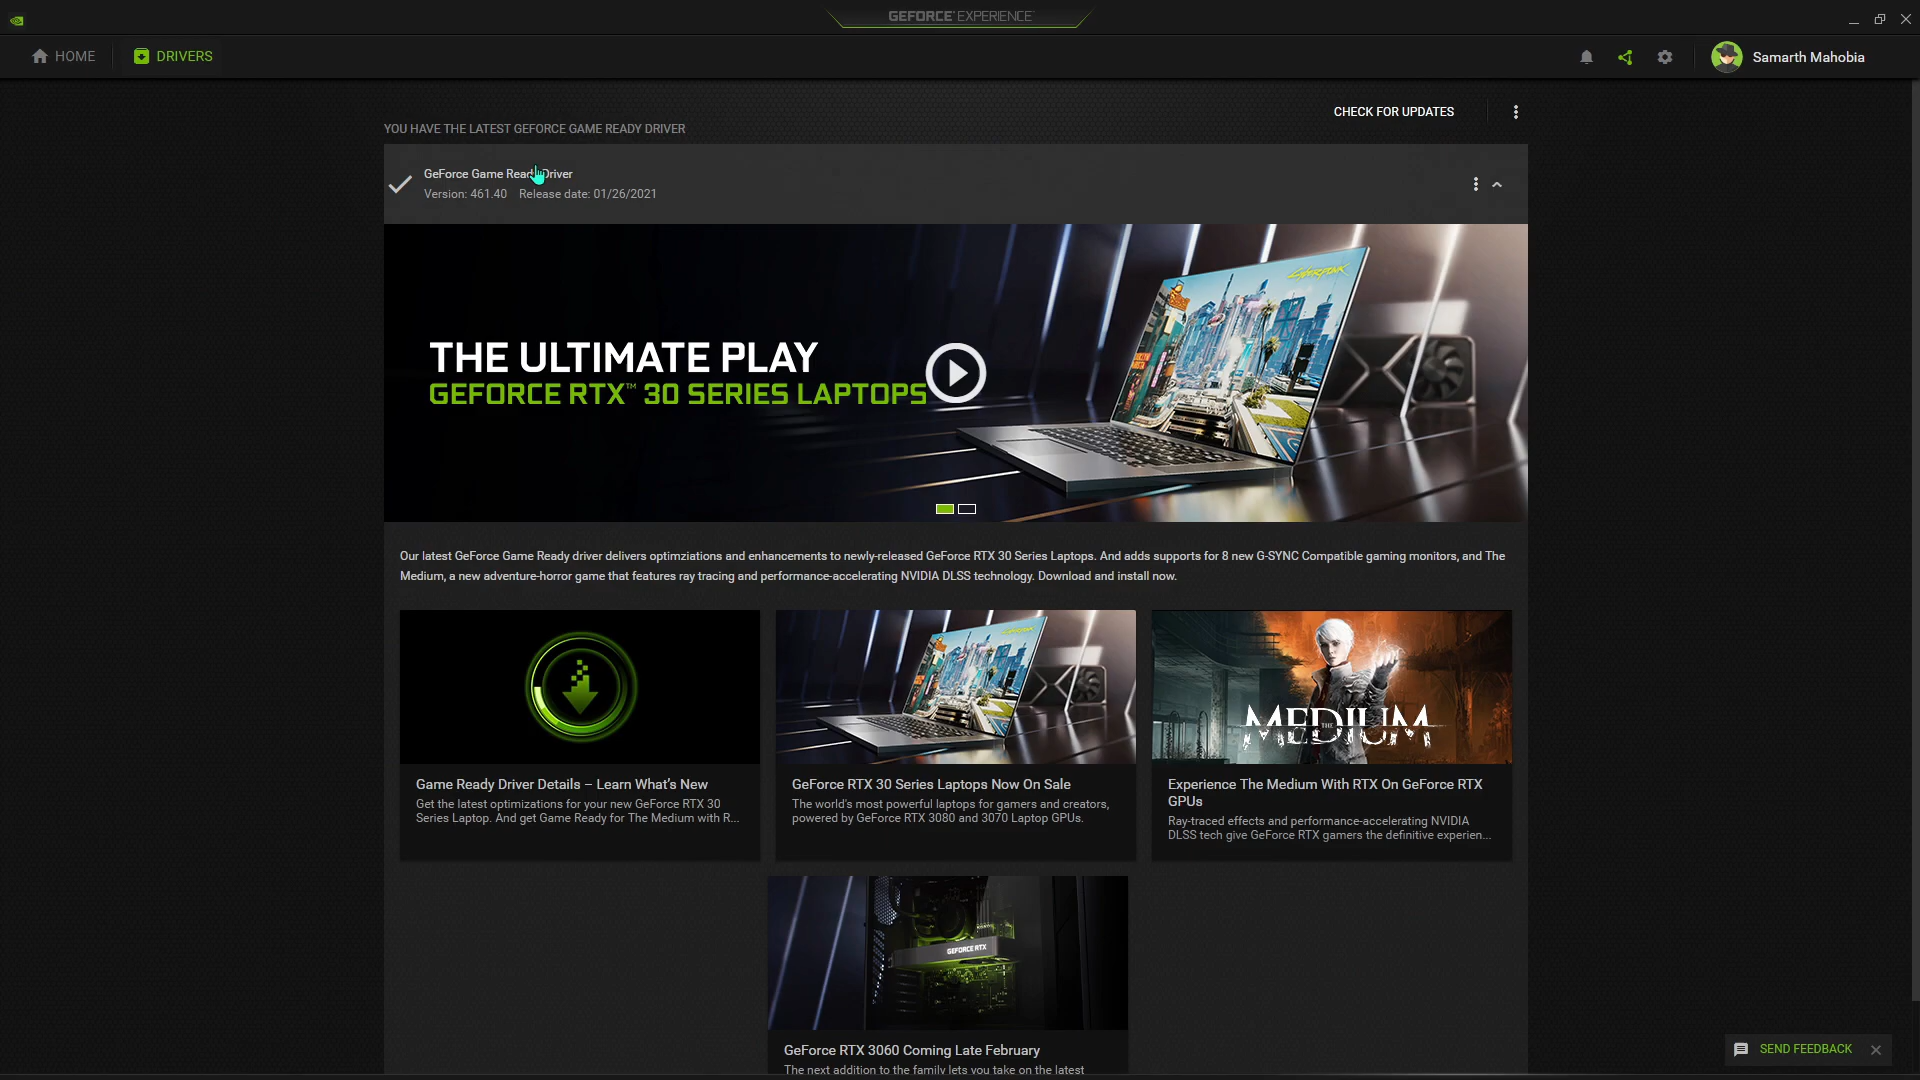 GEFORCE® EXPERIENCE™
HOME
DRIVERS
Samarth Mahobia
CHECK FOR UPDATES
YOU HAVE THE LATEST GEFORCE GAME READY DRIVER
GeForce Game Ready Driver
Version: 461.40 Release date: 01/26/2021
THE ULTIMATE PLAY
GEFORCE RTX™ 30 SERIES LAPTOPS
Cyberpunk
Our latest GeForce Game Ready driver delivers optimziations and enhancements to newly-released GeForce RTX 30 Series Laptops. And adds supports for 8 new G-SYNC Compatible gaming monitors, and The
Medium, a new adventure-horror game that features ray tracing and performance-accelerating NVIDIA DLSS technology. Download and install now.
THE MEDIUM
Game Ready Driver Details – Learn What's New
Get the latest optimizations for your new GeForce RTX 30
Series Laptop. And get Game Ready for The Medium with R...
GeForce RTX 30 Series Laptops Now On Sale
The world's most powerful laptops for gamers and creators,
powered by GeForce RTX 3080 and 3070 Laptop GPUs.
Experience The Medium With RTX On GeForce RTX
GPUs
Ray-traced effects and performance-accelerating NVIDIA
DLSS tech give GeForce RTX gamers the definitive experien...
GEFORCE RTX
GeForce RTX 3060 Coming Late February
The next addition to the family lets you take on the latest
SEND FEEDBACK